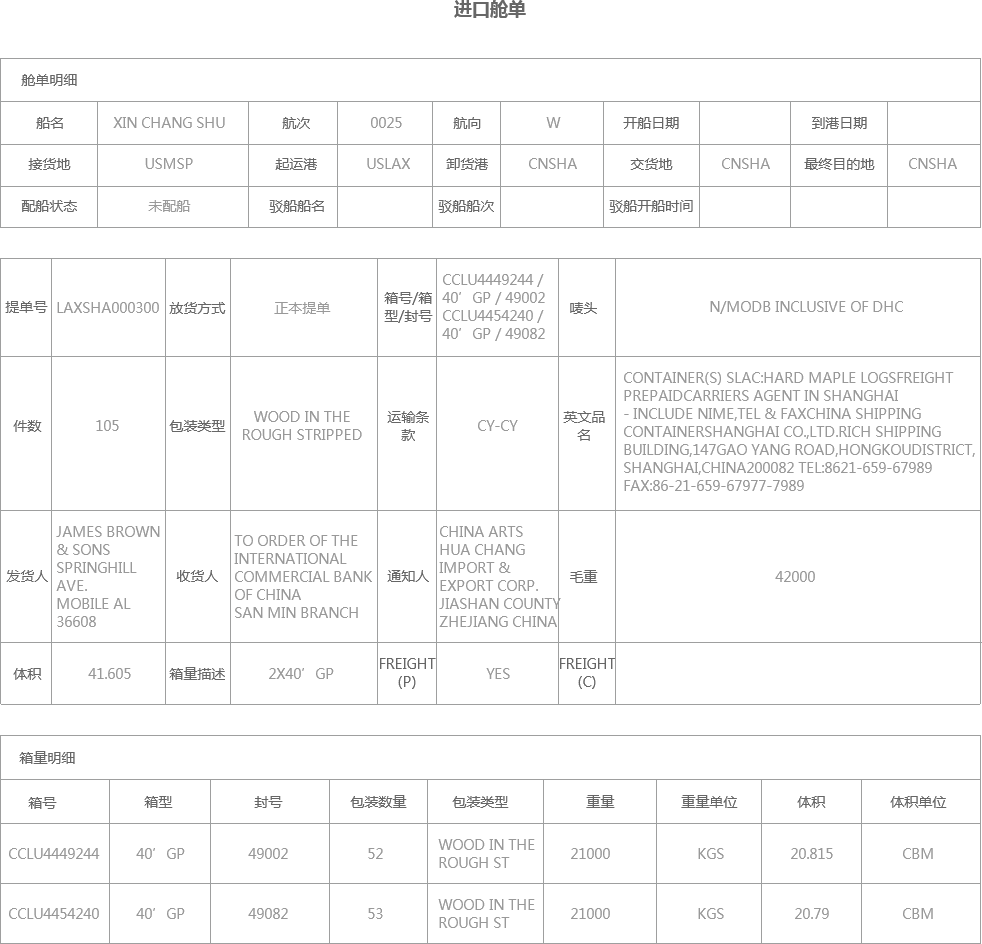 进口舱单
舱单明细
船名 XIN CHANG SHU 航次 0025 航向 W 开船日期 到港日期
接货地 USMSP 起运港 USLAX 卸货港 CNSHA 交货地 CNSHA 最终目的地 CNSHA
配船状态 未配船 驳船船名 驳船船次 驳船开船时间
提单号 LAXSHA000300 放货方式 正本提单
箱号/箱
型/封号
CCLU4449244 /
40’ GP / 49002
CCLU4454240 /
40’ GP / 49082
唛头 N/MODB INCLUSIVE OF DHC
件数 105 包装类型
WOOD IN THE
ROUGH STRIPPED
运输条
款
CY-CY
英文品
名
CONTAINER(S) SLAC:HARD MAPLE LOGSFREIGHT
PREPAIDCARRIERS AGENT IN SHANGHAI
- INCLUDE NIME,TEL & FAXCHINA SHIPPING
CONTAINERSHANGHAI CO.,LTD.RICH SHIPPING
BUILDING,147GAO YANG ROAD,HONGKOUDISTRICT,
SHANGHAI,CHINA200082 TEL:8621-659-67989
FAX:86-21-659-67977-7989
发货人
JAMES BROWN
& SONS
SPRINGHILL
AVE.
MOBILE AL
36608
收货人
TO ORDER OF THE
INTERNATIONAL
COMMERCIAL BANK
OF CHINA
SAN MIN BRANCH
通知人
CHINA ARTS
HUA CHANG
IMPORT &
EXPORT CORP.
JIASHAN COUNTY
ZHEJIANG CHINA
毛重 42000
体积 41.605 箱量描述 2X40’ GP
FREIGHT
(P)
YES
FREIGHT
(C)
箱量明细
箱号 箱型 封号 包装数量 包装类型 重量 重量单位 体积 体积单位
CCLU4449244 40’ GP 49002 52
WOOD IN THE
ROUGH ST
21000 KGS 20.815 CBM
CCLU4454240 40’ GP 49082 53
WOOD IN THE
ROUGH ST
21000 KGS 20.79 CBM